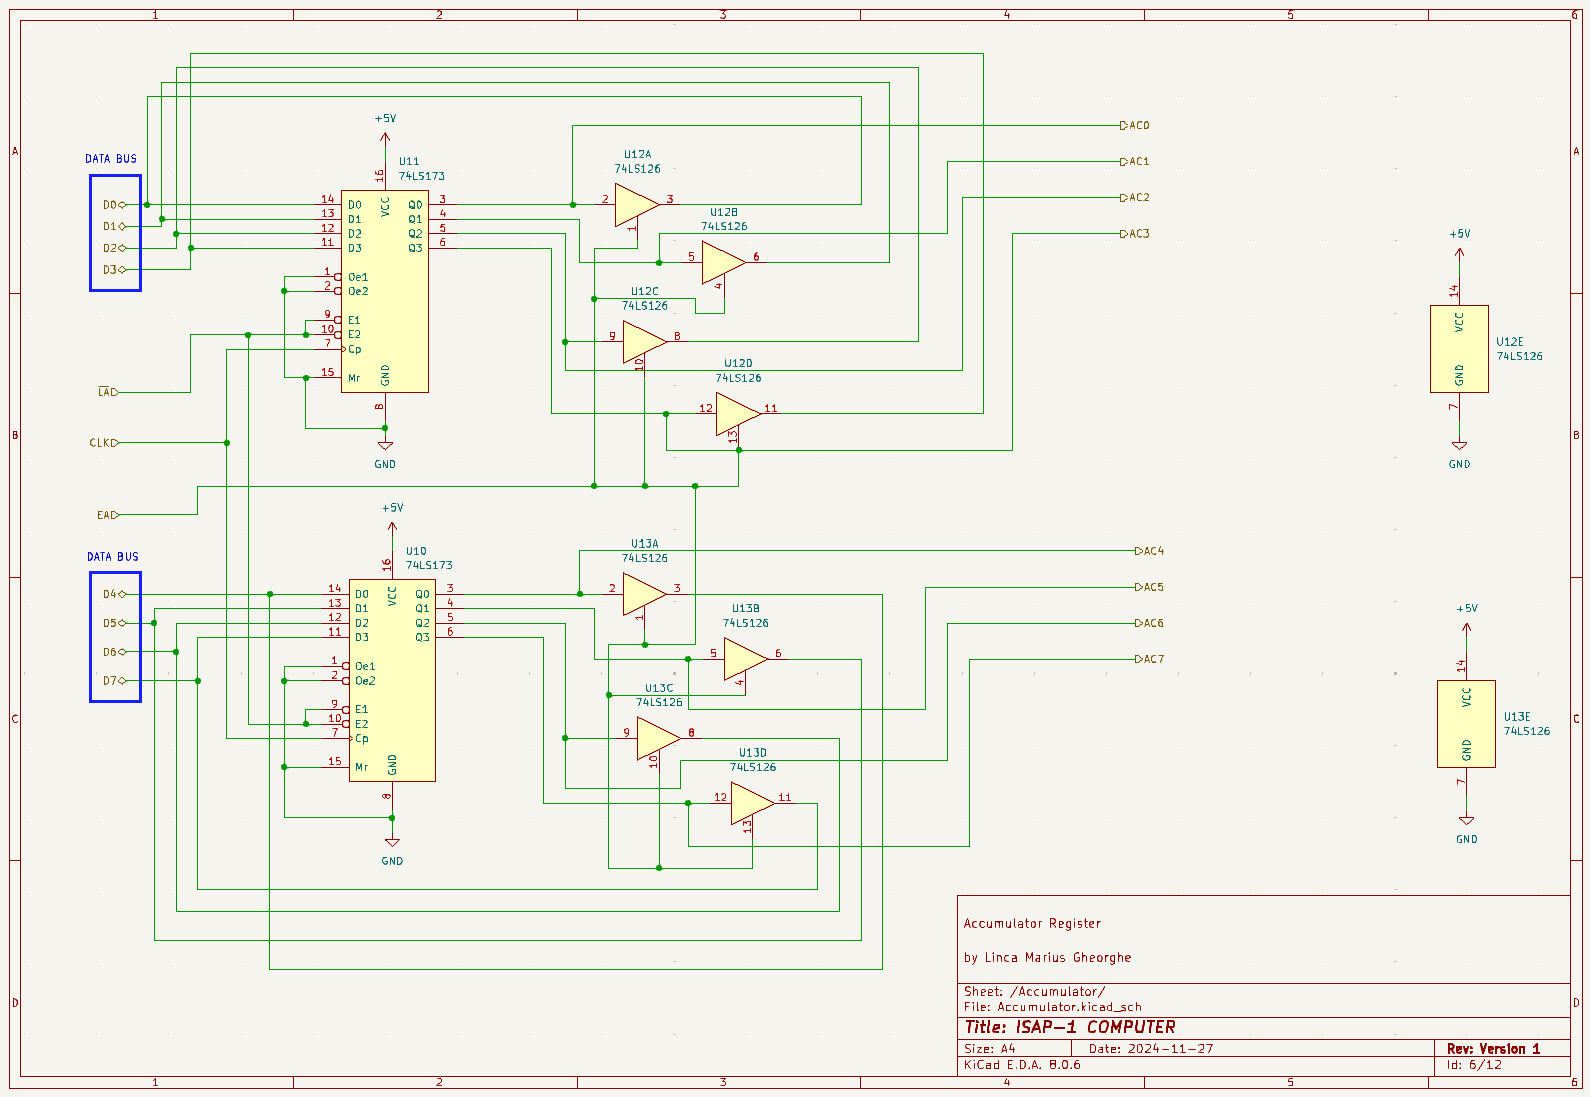 1 2 3 4 5 6
A
B
C
D
DATA BUS
D0
D1
D2
D3
LA
CLK
EA
+5V
U11
74LS173
16
VCC
14 D0 Q0 3
13 D1 Q1 4
12 D2 Q2 5
11 D3 Q3 6
1 Oe1
2 Oe2
9 E1
10 E2
7 Cp
15 Mr
GND
8
GND
U12A
74LS126
2 3
1
U12B
74LS126
5 6
4
U12C
74LS126
9 8
10
U12D
74LS126
12 11
13
AC0
AC1
AC2
AC3
+5V
14
VCC
U12E
74LS126
GND
7
GND
DATA BUS
D4
D5
D6
D7
+5V
U10
74LS173
16
VCC
14 D0 Q0 3
13 D1 Q1 4
12 D2 Q2 5
11 D3 Q3 6
1 Oe1
2 Oe2
9 E1
10 E2
7 Cp
15 Mr
GND
8
GND
U13A
74LS126
2 3
1
U13B
74LS126
5 6
4
U13C
74LS126
9 8
10
U13D
74LS126
12 11
13
AC4
AC5
AC6
AC7
+5V
14
VCC
U13E
74LS126
GND
7
GND
A
B
C
D
Accumulator Register
by Linca Marius Gheorghe
Sheet: /Accumulator/
File: Accumulator.kicad_sch
Title: ISAP-1 COMPUTER
Size: A4 Date: 2024-11-27 Rev: Version 1
KiCad E.D.A. 8.0.6 Id: 6/12
1 2 3 4 5 6